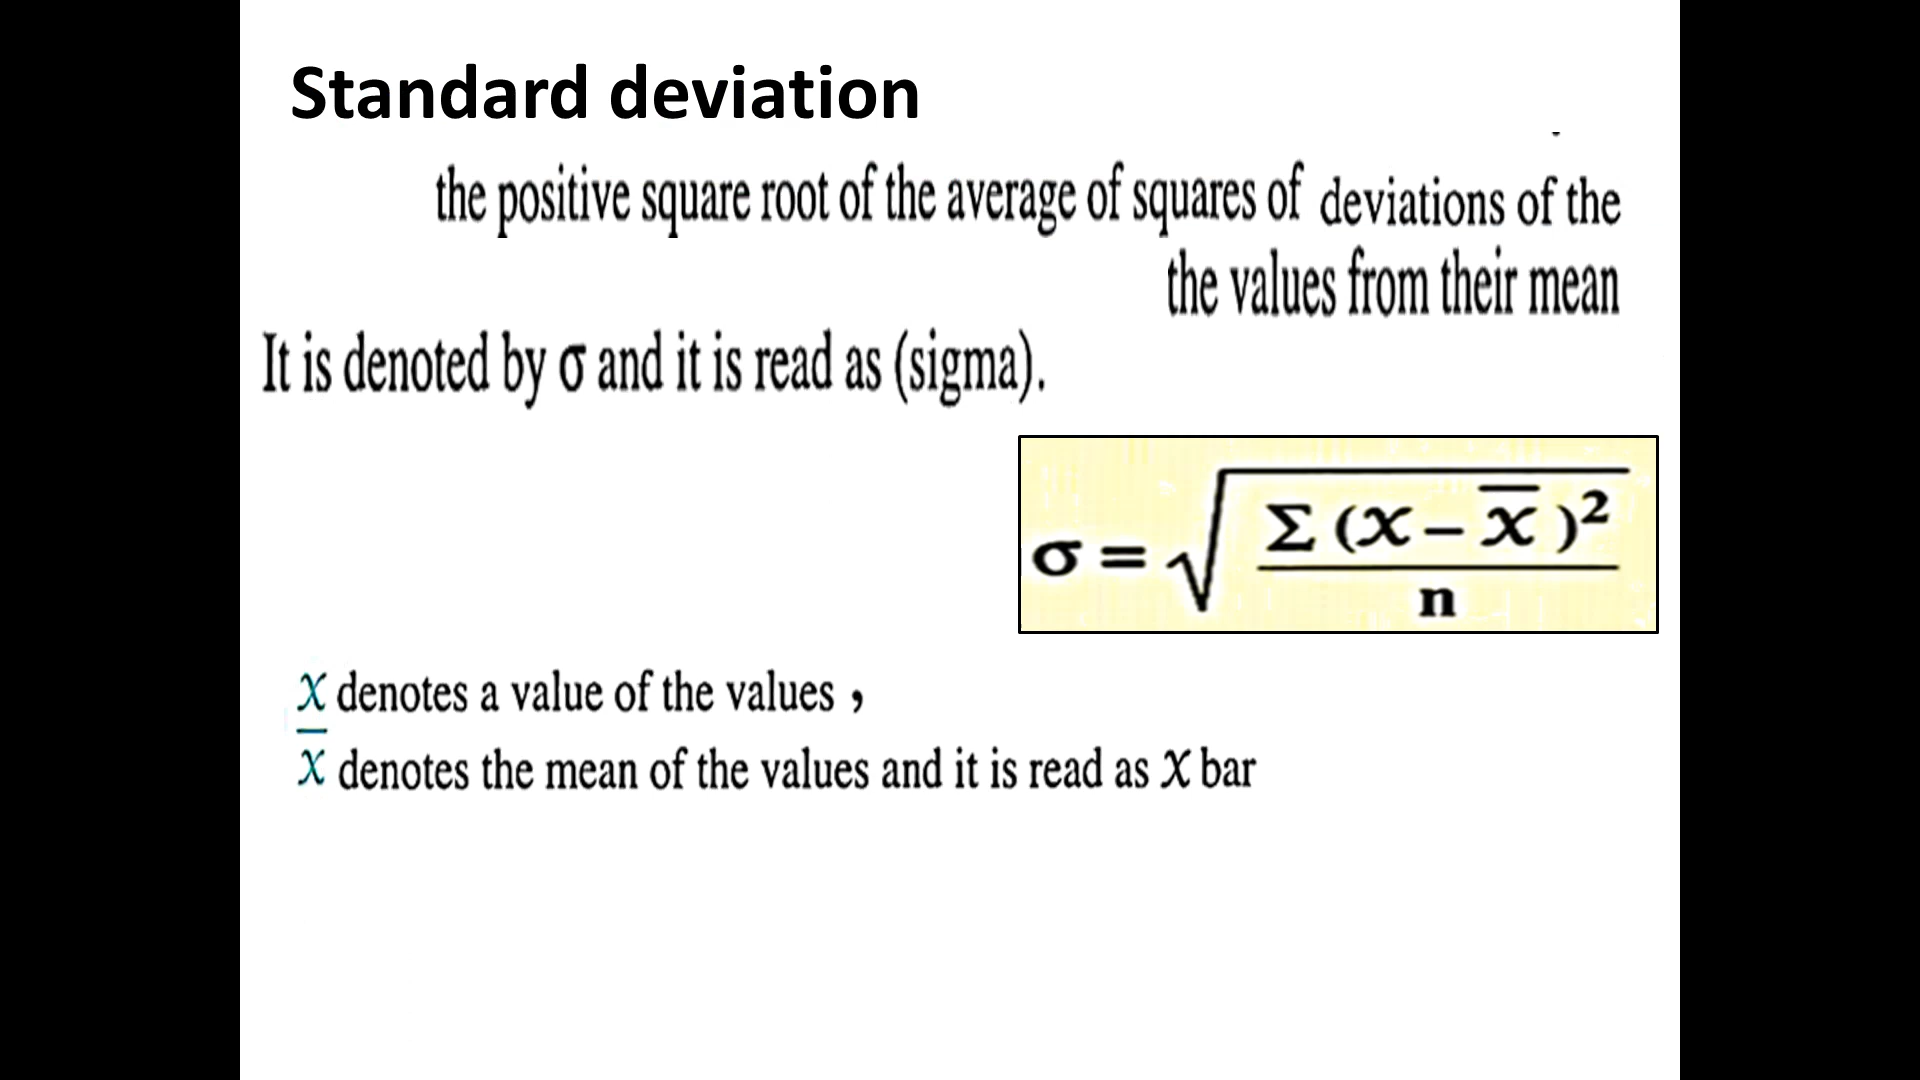 Standard deviation
the positive square root of the average of squares of deviations of the
the values from their mean
It is denoted by σ and it is read as (sigma).
σ = √ Σ (x – x̄ )² / n
x denotes a value of the values ,
x̄ denotes the mean of the values and it is read as x bar